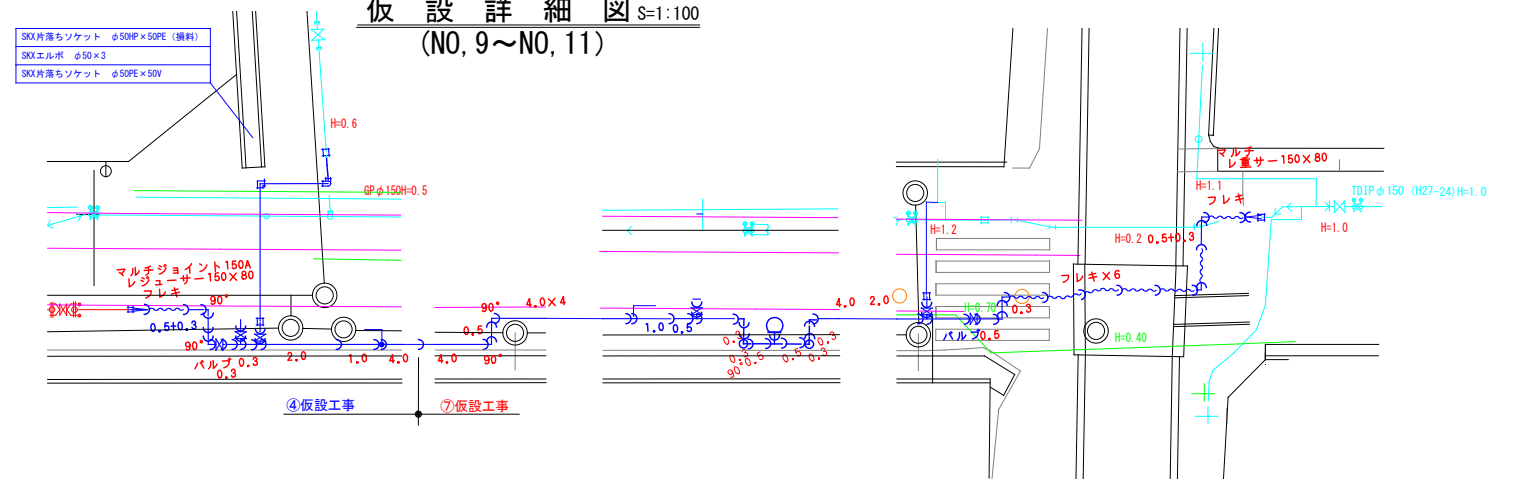 仮設詳細図 S=1:100
(NO,9～NO,11)
SKX片落ちソケット φ50HP×50PE (損料)
SKXエルボ φ50×3
SKX片落ちソケット φ50PE×50V
H=0.6
GPφ150H=0.5
マルチジョイント150A
レジューサー150×80
フレキ
90°
0.5+0.3
90°
バルブ 0.3
0.3
2.0
1.0
4.0
4.0
90°
0.5
90°
4.0×4
④仮設工事
⑦仮設工事
1.0
0.5
0.3
0.3
0.5
90°
0.5
0.3
0.3
4.0
2.0
H=1.2
H=0.70
バルブ0.5
0.3
フレキ×6
H=0.40
H=0.2
0.5+0.3
マルチ
レ重サー150×80
H=1.1
フレキ
TDIPφ150 (H27-24)H=1.0
H=1.0